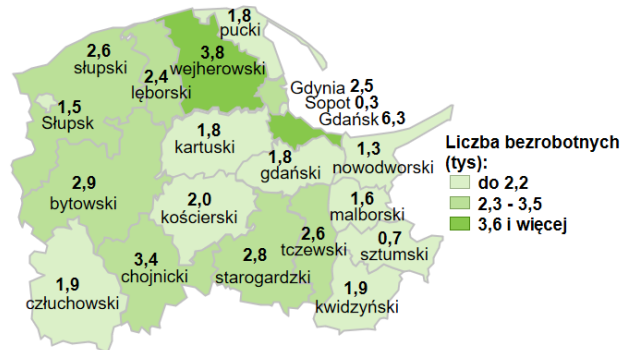 1,8
pucki
2,6
słupski
2,4
lęborski
3,8
wejherowski
Gdynia 2,5
Sopot 0,3
Gdańsk 6,3
1,5
Słupsk
1,8
kartuski
1,8
gdański
1,3
nowodworski
2,9
bytowski
2,0
kościerski
1,6
malborski
0,7
sztumski
2,6
tczewski
2,8
starogardzki
3,4
chojnicki
1,9
człuchowski
1,9
kwidzyński
Liczba bezrobotnych
(tys):
do 2,2
2,3 - 3,5
3,6 i więcej